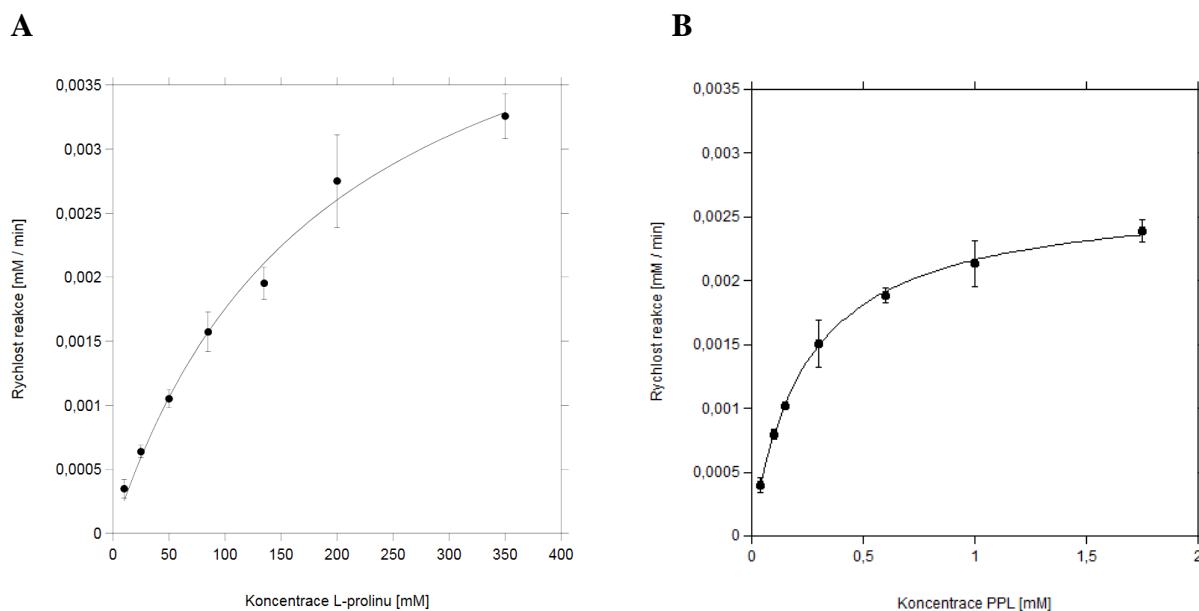 A
B
0,0035
0,003
0,0025
0,002
0,0015
0,001
0,0005
0
0 50 100 150 200 250 300 350 400
Rychlost reakce [mM / min]
Koncentrace L-prolinu [mM]
0,0035
0,003
0,0025
0,002
0,0015
0,001
0,0005
0
0 0,5 1 1,5 2
Rychlost reakce [mM / min]
Koncentrace PPL [mM]